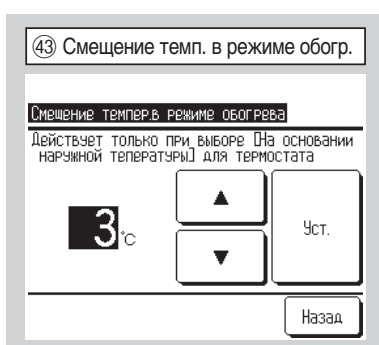 ㊸ Смещение темп. в режиме обогр.
Смещение темпер.в режиме обогрева
Действует только при выборе [На основании
наружной тепературы] для термостата
▲
3°C
Уст.
▼
Назад